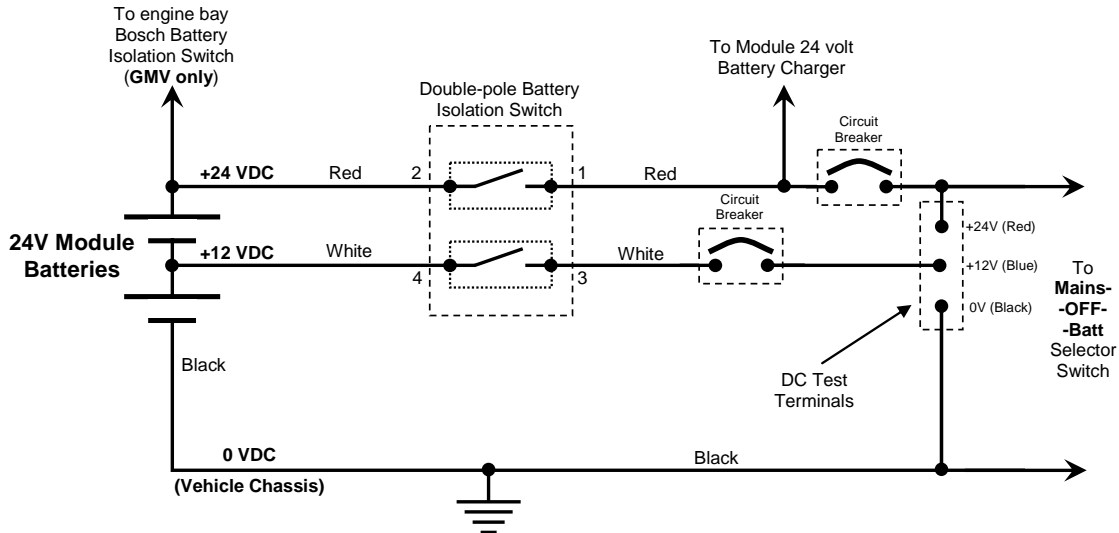 To engine bay
Bosch Battery
Isolation Switch
(GMV only)
To Module 24 volt
Battery Charger
Double-pole Battery
Isolation Switch
Circuit
Breaker
+24 VDC
Red
2
1
Red
Circuit
Breaker
+24V (Red)
24V Module
Batteries
+12 VDC
White
4
3
White
+12V (Blue)
0V (Black)
To
Mains-
-OFF-
-Batt
Selector
Switch
Black
DC Test
Terminals
0 VDC
(Vehicle Chassis)
Black